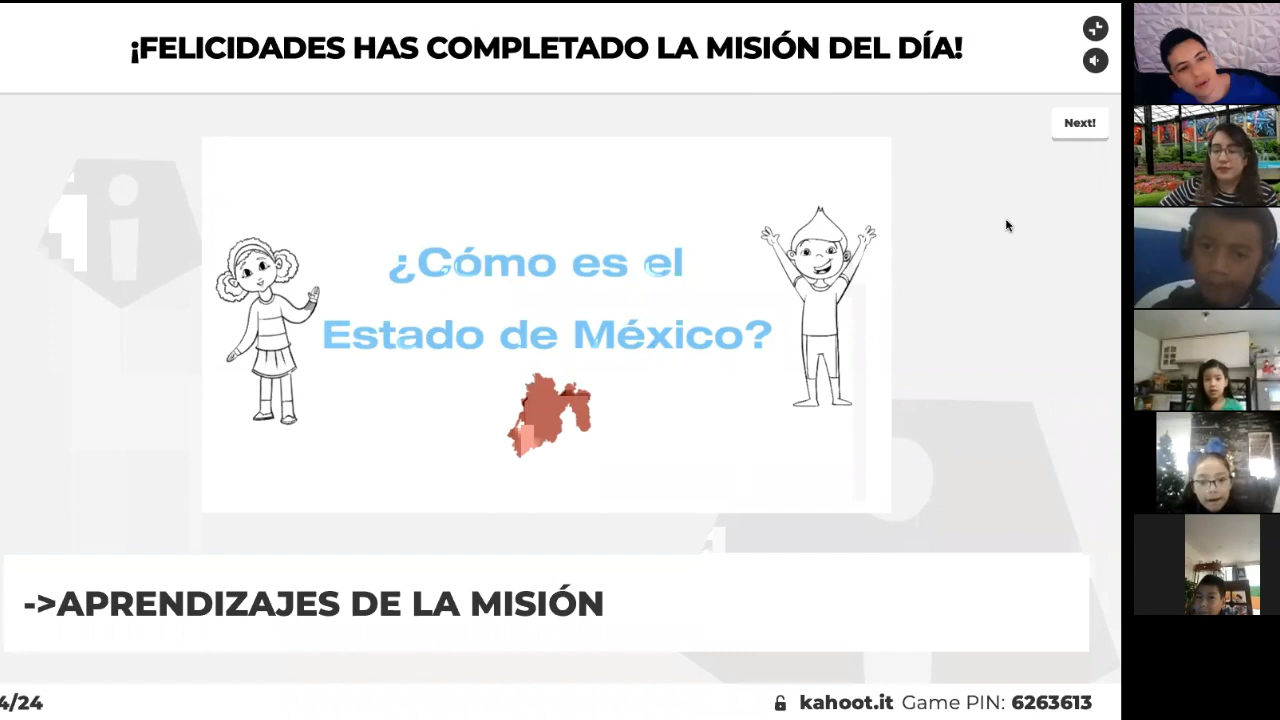 ¡FELICIDADES HAS COMPLETADO LA MISIÓN DEL DÍA!
Next!
¿Cómo es el
Estado de México?
->APRENDIZAJES DE LA MISIÓN
4/24
kahoot.it Game PIN: 6263613